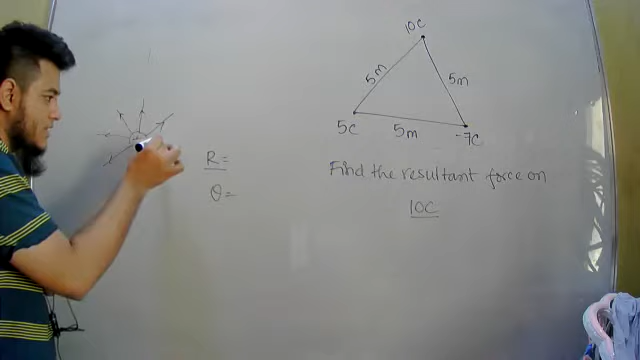 10C
5m
5m
5C
5m
-7C
R=
θ=
Find the resultant force on
10C